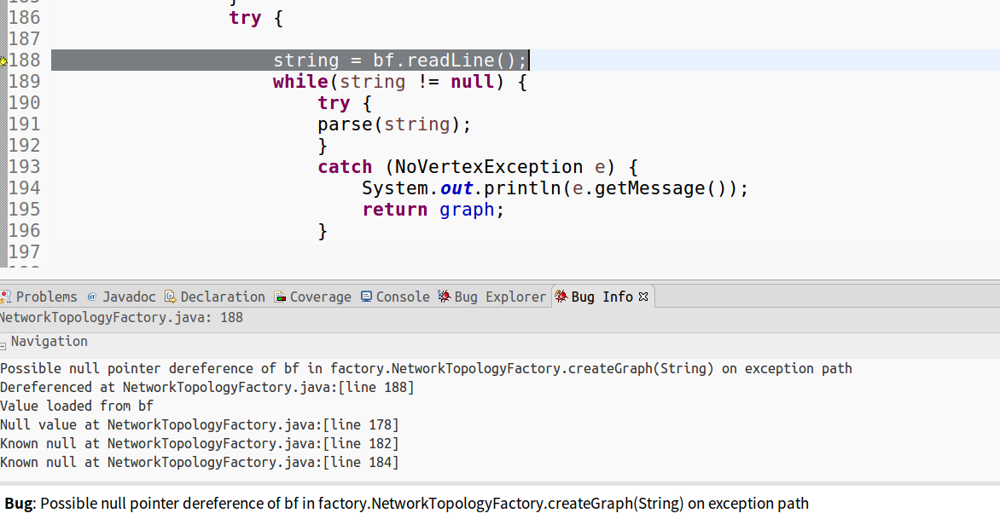 185 }
186 try {
187
188 string = bf.readLine();
189 while(string != null) {
190 try {
191 parse(string);
192 }
193 catch (NoVertexException e) {
194 System.out.println(e.getMessage());
195 return graph;
196 }
197
Problems @ Javadoc Declaration Coverage Console Bug Explorer Bug Info
NetworkTopologyFactory.java: 188
Navigation
Possible null pointer dereference of bf in factory.NetworkTopologyFactory.createGraph(String) on exception path
Dereferenced at NetworkTopologyFactory.java:[line 188]
Value loaded from bf
Null value at NetworkTopologyFactory.java:[line 178]
Known null at NetworkTopologyFactory.java:[line 182]
Known null at NetworkTopologyFactory.java:[line 184]
Bug: Possible null pointer dereference of bf in factory.NetworkTopologyFactory.createGraph(String) on exception path